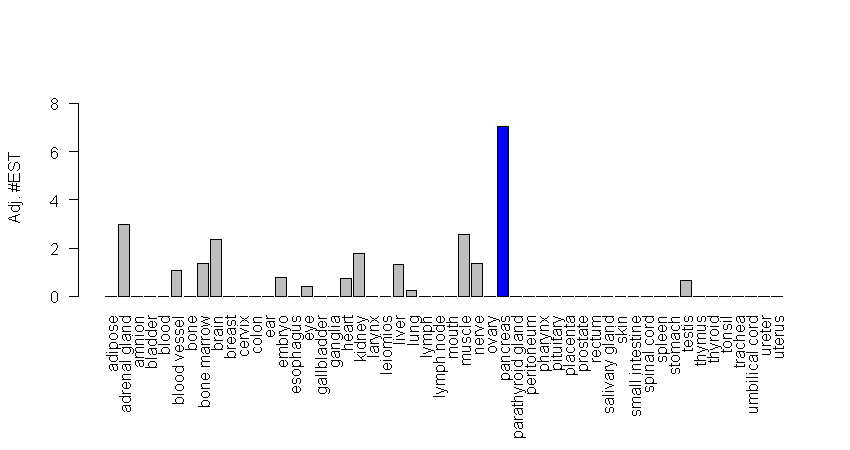 Adj. #EST
8
6
4
2
0
adipose
adrenal gland
amnion
bladder
blood
blood vessel
bone
bone marrow
brain
breast
cervix
colon
ear
embryo
esophagus
eye
gallbladder
ganglia
heart
kidney
larynx
leiomios
liver
lung
lymph
lymph node
mouth
muscle
nerve
ovary
pancreas
parathyroid gland
peritoneum
pharynx
pituitary
placenta
prostate
rectum
salivary gland
skin
small intestine
spinal cord
spleen
stomach
testis
thymus
thyroid
tonsil
trachea
umbilical cord
ureter
uterus